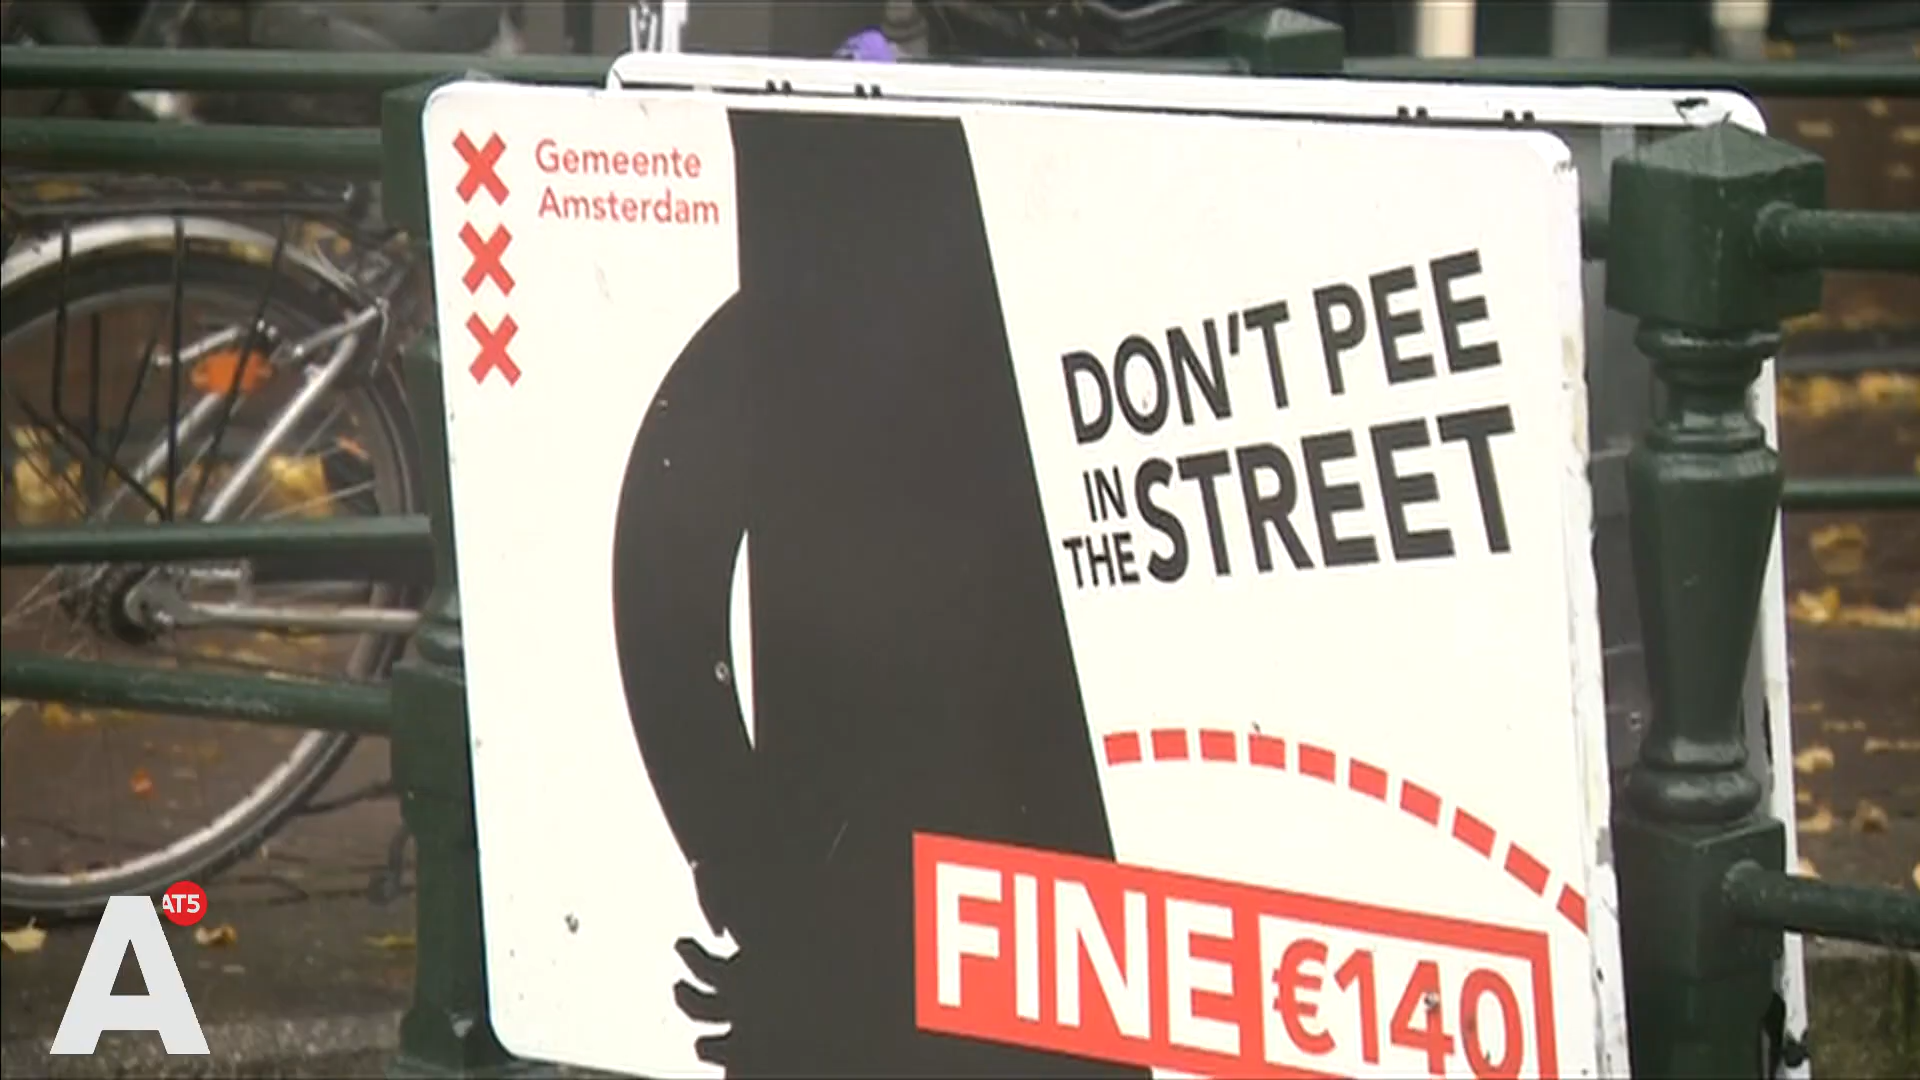 Gemeente
Amsterdam
DON'T PEE
IN
THE STREET
FINE €140
AT5
A